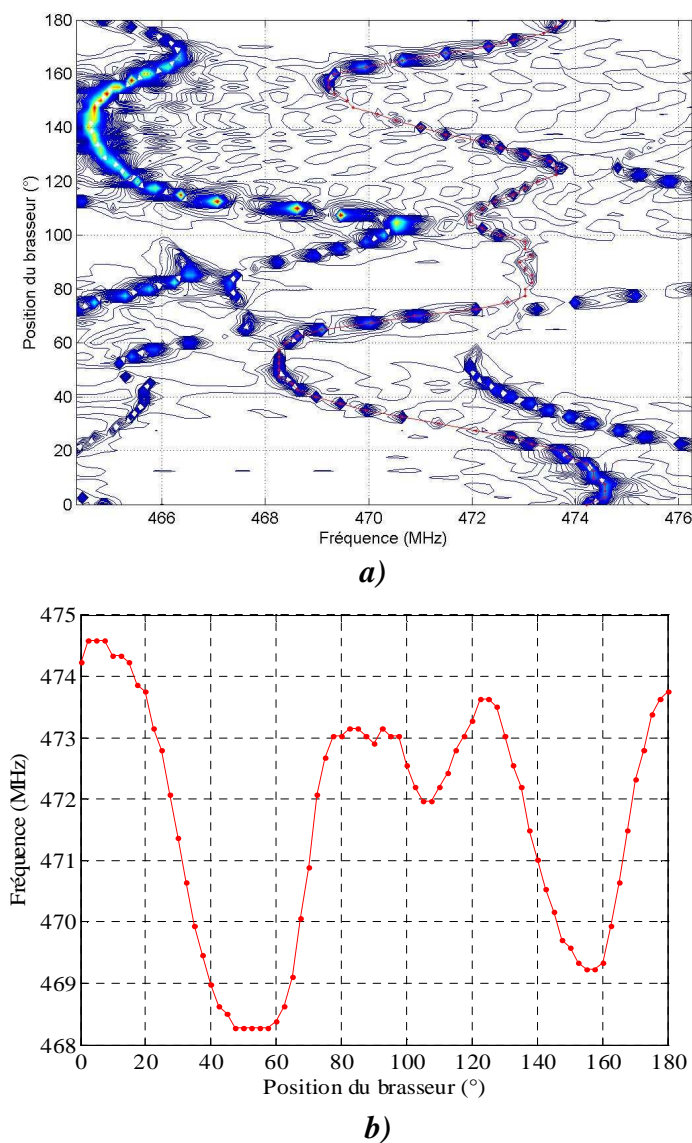 180
160
140
120
100
80
60
40
20
0
Position du brasseur (°)
466 468 470 472 474 476
Fréquence (MHz)
a)
475
474
473
472
471
470
469
468
Fréquence (MHz)
0 20 40 60 80 100 120 140 160 180
Position du brasseur (°)
b)